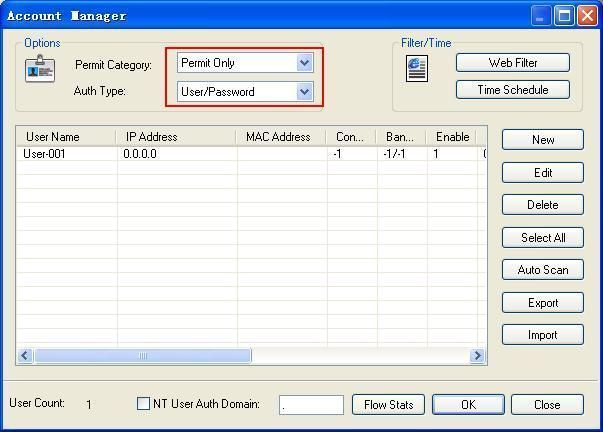 Account Manager
Options
Permit Category: Permit Only
Auth Type: User/Password
Filter/Time
Web Filter
Time Schedule
User Name IP Address MAC Address Con... Ban... Enable
User-001 0.0.0.0 -1 -1/-1 1
New
Edit
Delete
Select All
Auto Scan
Export
Import
User Count: 1 NT User Auth Domain: . Flow Stats OK Close